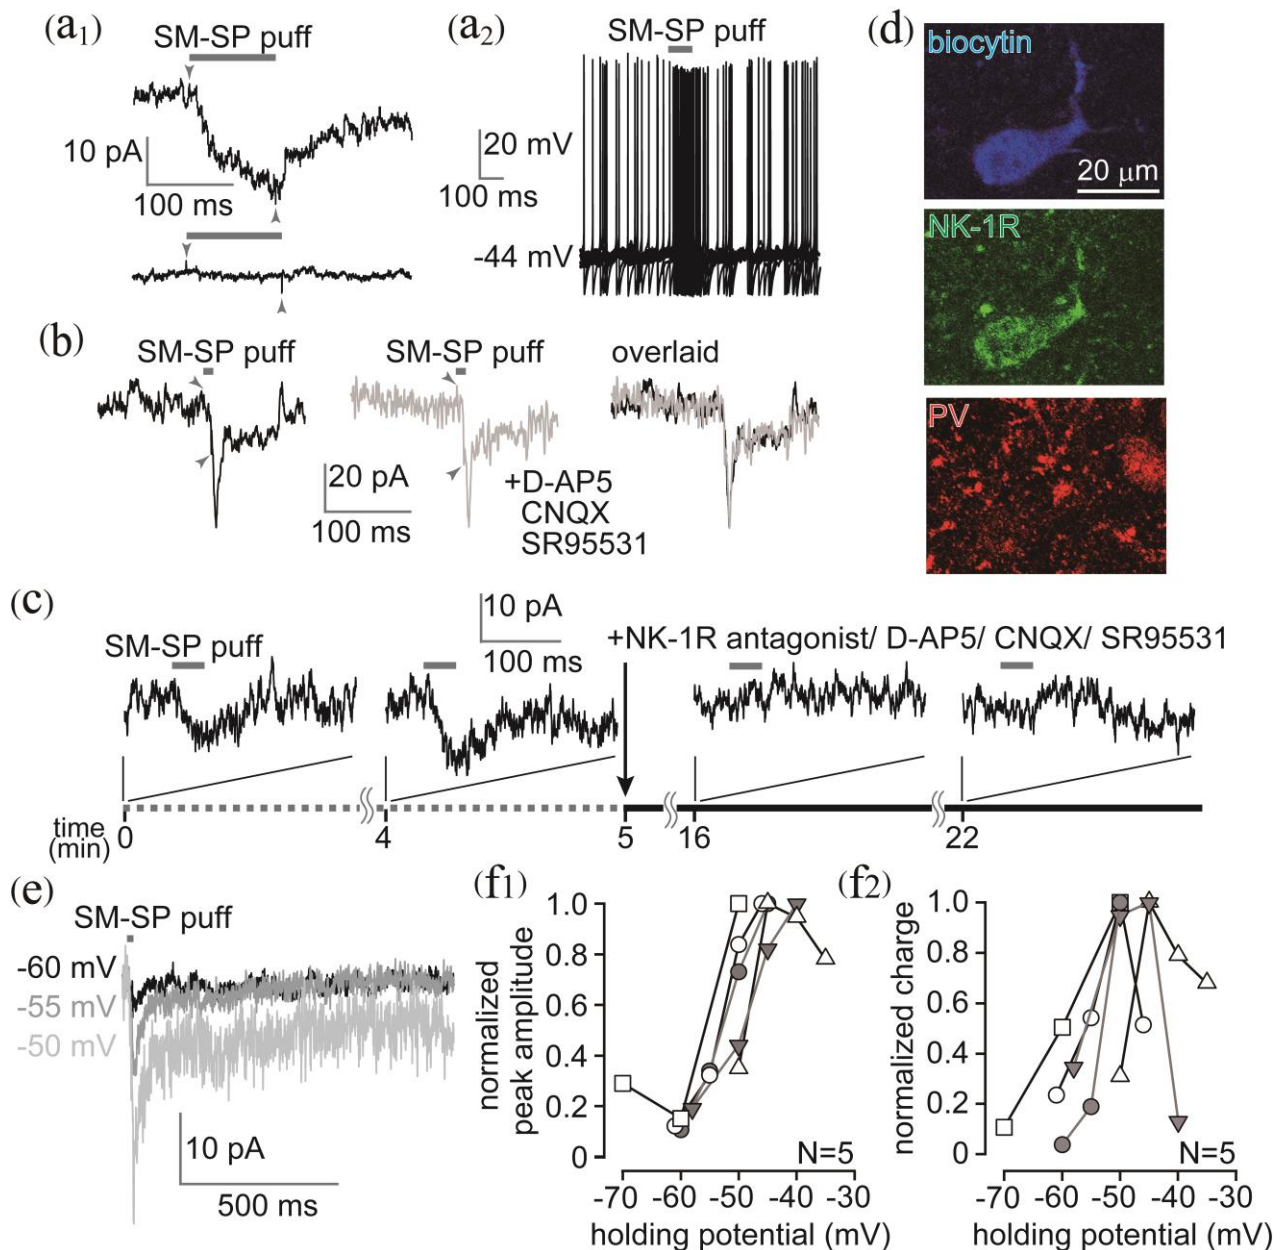 (a1)
SM-SP puff
10 pA
100 ms
(a2)
SM-SP puff
20 mV
100 ms
-44 mV
(b)
SM-SP puff
SM-SP puff
overlaid
20 pA
100 ms
+D-AP5
CNQX
SR95531
(c)
SM-SP puff
10 pA
100 ms
+NK-1R antagonist/ D-AP5/ CNQX/ SR95531
time
(min)
0
4
5
16
22
(d)
biocytin
20 μm
NK-1R
PV
(e)
SM-SP puff
-60 mV
-55 mV
-50 mV
10 pA
500 ms
(f1)
normalized
peak amplitude
1.0
0.8
0.6
0.4
0.2
0
N=5
-70 -60 -50 -40 -30
holding potential (mV)
(f2)
normalized charge
1.0
0.8
0.6
0.4
0.2
0
N=5
-70 -60 -50 -40 -30
holding potential (mV)